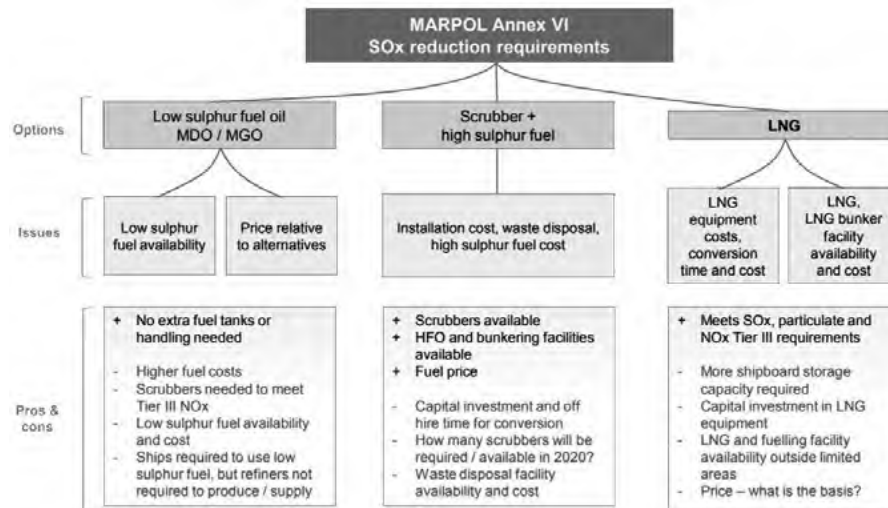 MARPOL Annex VI
SOx reduction requirements
Options
Low sulphur fuel oil
MDO / MGO
Scrubber +
high sulphur fuel
LNG
Issues
Low sulphur
fuel availability
Price relative
to alternatives
Installation cost, waste disposal,
high sulphur fuel cost
LNG
equipment
costs,
conversion
time and cost
LNG,
LNG bunker
facility
availability
and cost
Pros &
cons
+ No extra fuel tanks or
handling needed
- Higher fuel costs
- Scrubbers needed to meet
Tier III NOx
- Low sulphur fuel availability
and cost
- Ships required to use low
sulphur fuel, but refiners not
required to produce / supply
+ Scrubbers available
+ HFO and bunkering facilities
available
+ Fuel price
- Capital investment and off
hire time for conversion
- How many scrubbers will be
required / available in 2020?
- Waste disposal facility
availability and cost
+ Meets SOx, particulate and
NOx Tier III requirements
- More shipboard storage
capacity required
- Capital investment in LNG
equipment
- LNG and fuelling facility
availability outside limited
areas
- Price – what is the basis?